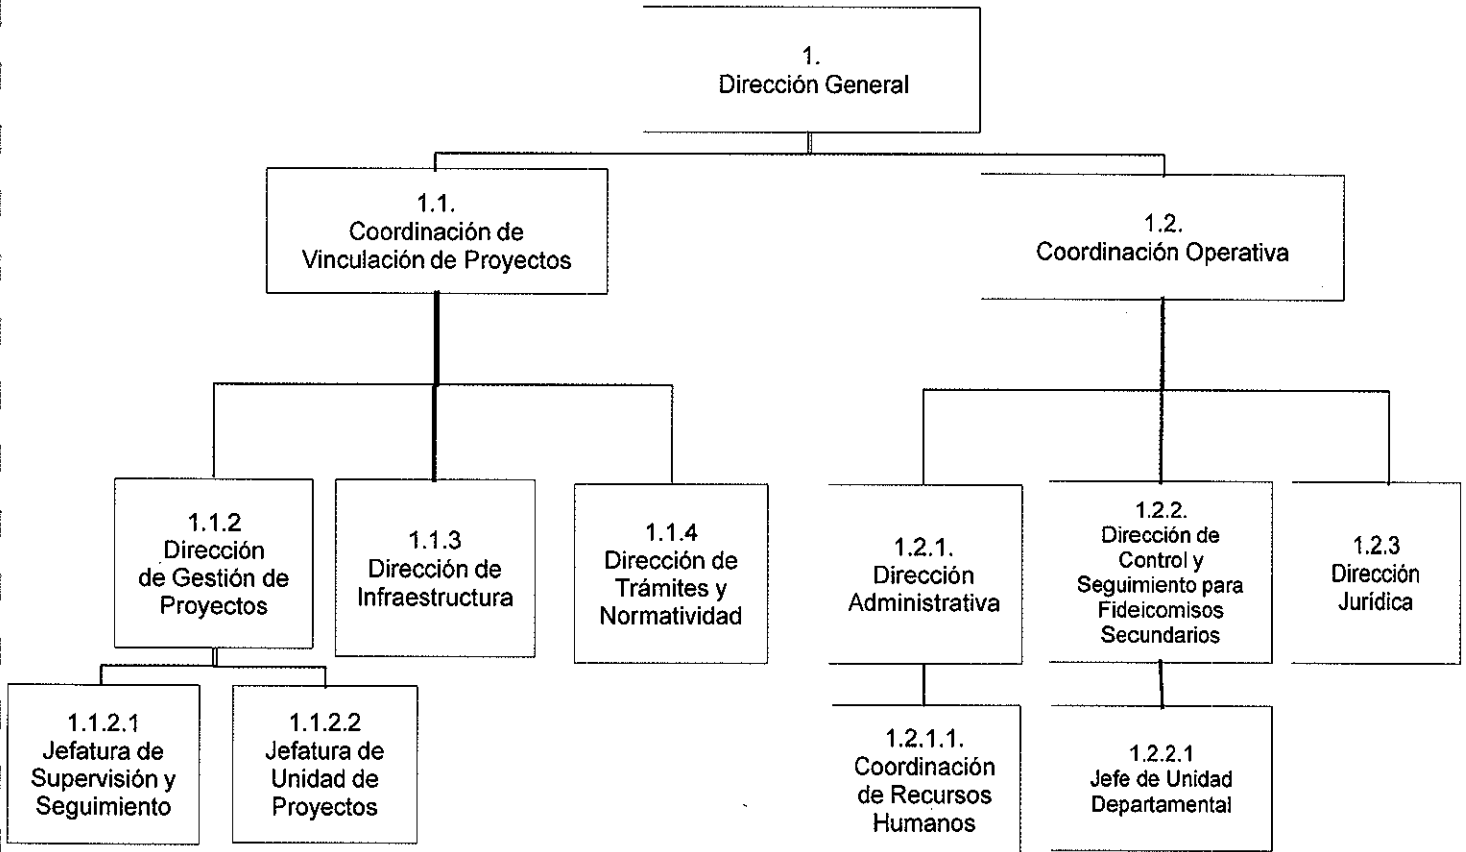 1.
Dirección General
1.1.
Coordinación de
Vinculación de Proyectos
1.2.
Coordinación Operativa
1.1.2
Dirección
de Gestión de
Proyectos
1.1.3
Dirección de
Infraestructura
1.1.4
Dirección de
Trámites y
Normatividad
1.2.1.
Dirección
Administrativa
1.2.2.
Dirección de
Control y
Seguimiento para
Fideicomisos
Secundarios
1.2.3
Dirección
Jurídica
1.1.2.1
Jefatura de
Supervisión y
Seguimiento
1.1.2.2
Jefatura de
Unidad de
Proyectos
1.2.1.1.
Coordinación
de Recursos
Humanos
1.2.2.1
Jefe de Unidad
Departamental